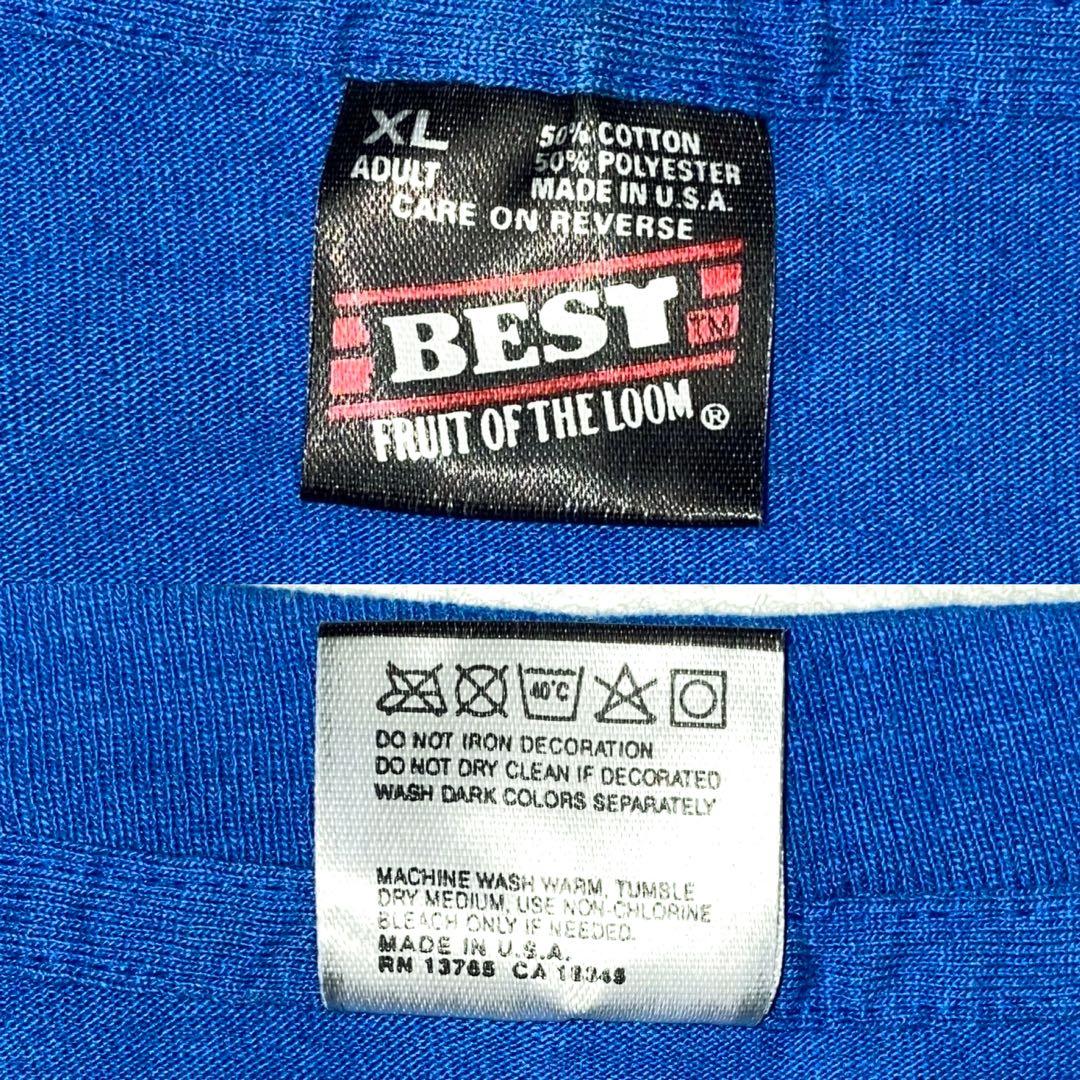 XL
ADULT
50% COTTON
50% POLYESTER
MADE IN U.S.A.
CARE ON REVERSE
BEST TM
FRUIT OF THE LOOM ®
40°C
DO NOT IRON DECORATION
DO NOT DRY CLEAN IF DECORATED
WASH DARK COLORS SEPARATELY
MACHINE WASH WARM, TUMBLE
DRY MEDIUM, USE NON-CHLORINE
BLEACH ONLY IF NEEDED.
MADE IN U.S.A.
RN 13765 CA